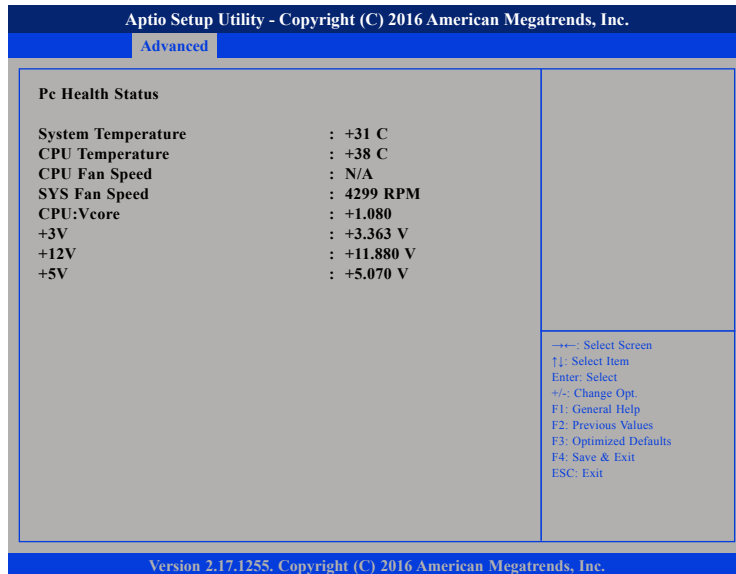 Aptio Setup Utility - Copyright (C) 2016 American Megatrends, Inc.
Advanced
Pc Health Status
System Temperature : +31 C
CPU Temperature : +38 C
CPU Fan Speed : N/A
SYS Fan Speed : 4299 RPM
CPU:Vcore : +1.080
+3V : +3.363 V
+12V : +11.880 V
+5V : +5.070 V
→←: Select Screen
↑↓: Select Item
Enter: Select
+/-: Change Opt.
F1: General Help
F2: Previous Values
F3: Optimized Defaults
F4: Save & Exit
ESC: Exit
Version 2.17.1255. Copyright (C) 2016 American Megatrends, Inc.